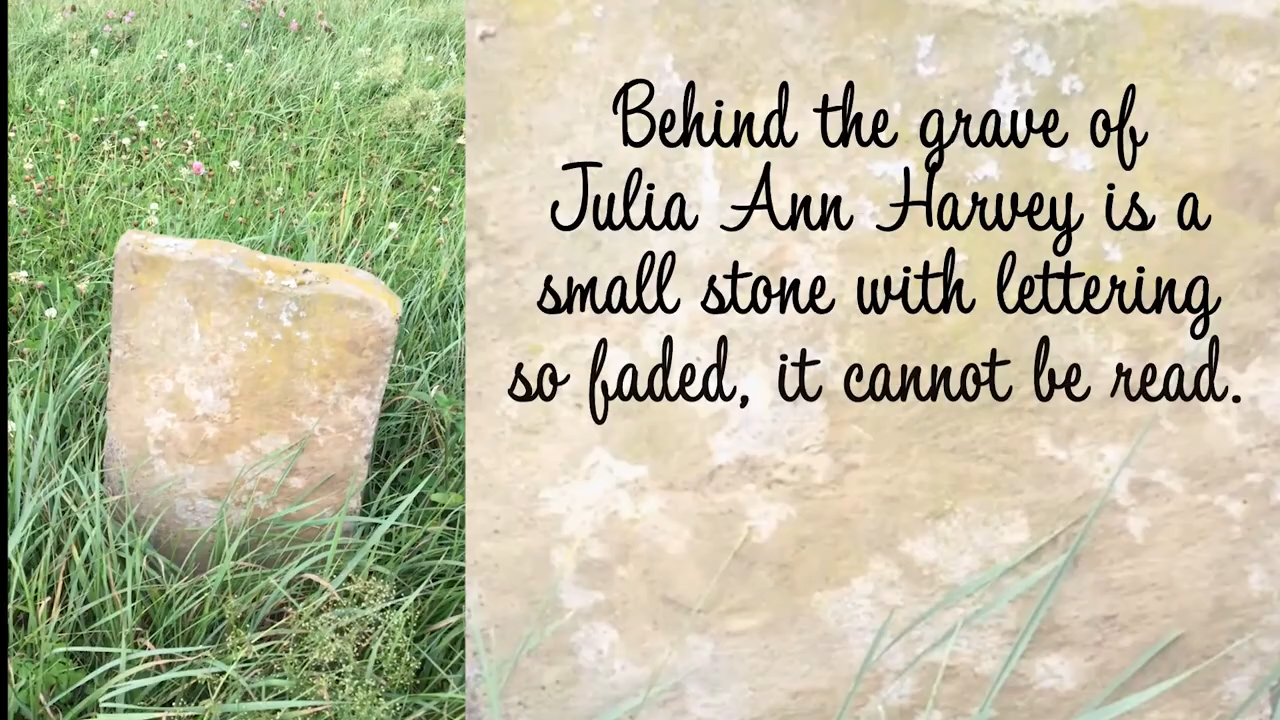 Behind the grave of
Julia Ann Harvey is a
small stone with lettering
so faded, it cannot be read.